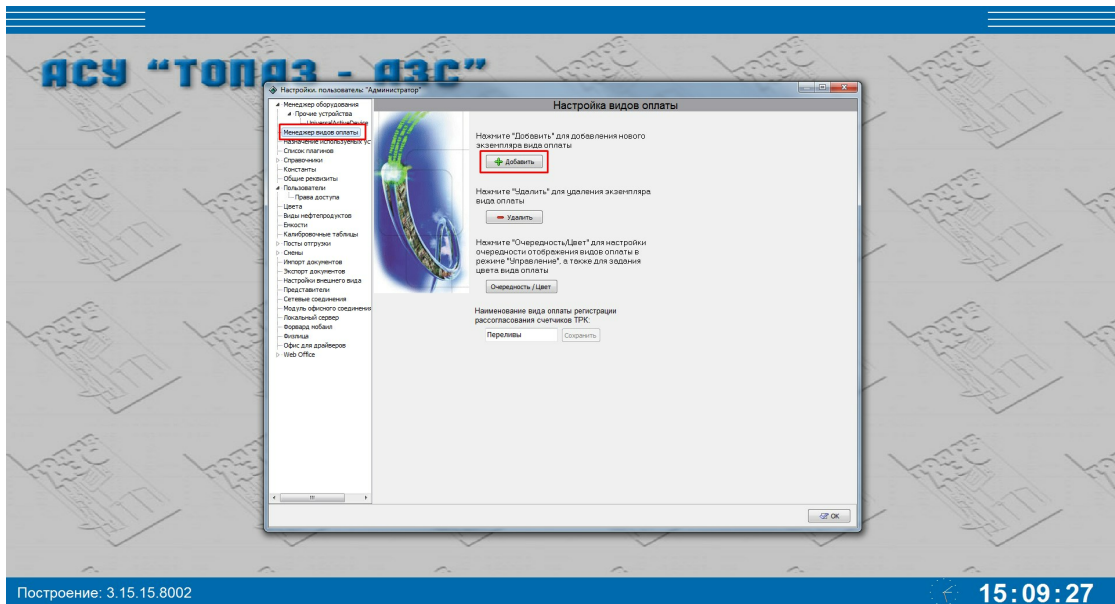 АСУ “ТОПАЗ - АЗС”
Настройки. пользователь: "Администратор"
Менеджер оборудования
Прочие устройства
UniversalActiveDevice
Менеджер видов оплаты
Назначение используемых ус
Список плагинов
Справочники
Константы
Общие реквизиты
Пользователи
Права доступа
Цвета
Виды нефтепродуктов
Емкости
Калибровочные таблицы
Посты отгрузки
Смены
Импорт документов
Экспорт документов
Настройки внешнего вида
Представители
Сетевые соединения
Модуль офисного соединения
Локальный сервер
Форвард мобайл
Физлица
Офис для драйверов
Web Office
Настройка видов оплаты
Нажмите "Добавить" для добавления нового
экземпляра вида оплаты
Добавить
Нажмите "Удалить" для удаления экземпляра
вида оплаты
Удалить
Нажмите "Очередность/Цвет" для настройки
очередности отображения видов оплаты в
режиме "Управление", а также для задания
цвета вида оплаты
Очередность / Цвет
Наименование вида оплаты регистрации
рассогласования счетчиков ТРК:
Переливы
Сохранить
OK
Построение: 3.15.15.8002
15:09:27